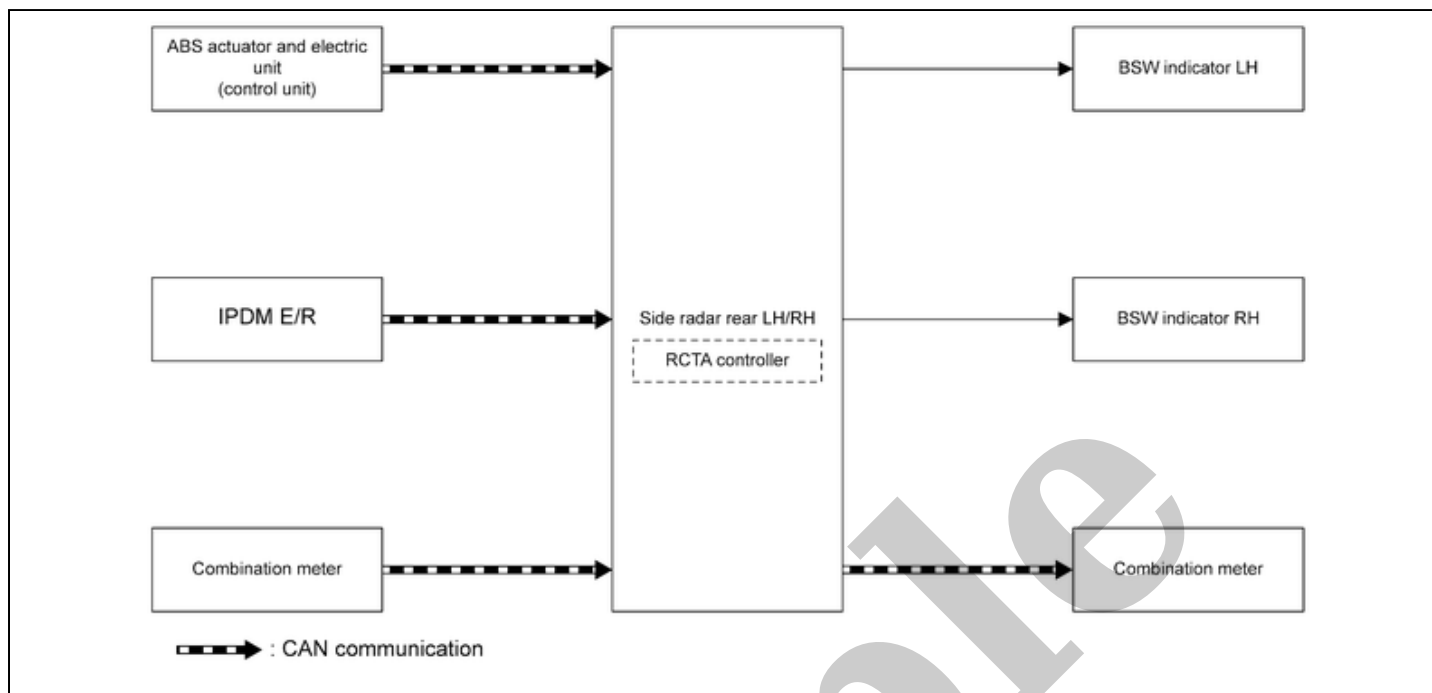 ABS actuator and electric
unit
(control unit)
BSW indicator LH
IPDM E/R
Side radar rear LH/RH
RCTA controller
BSW indicator RH
Combination meter
Combination meter
: CAN communication